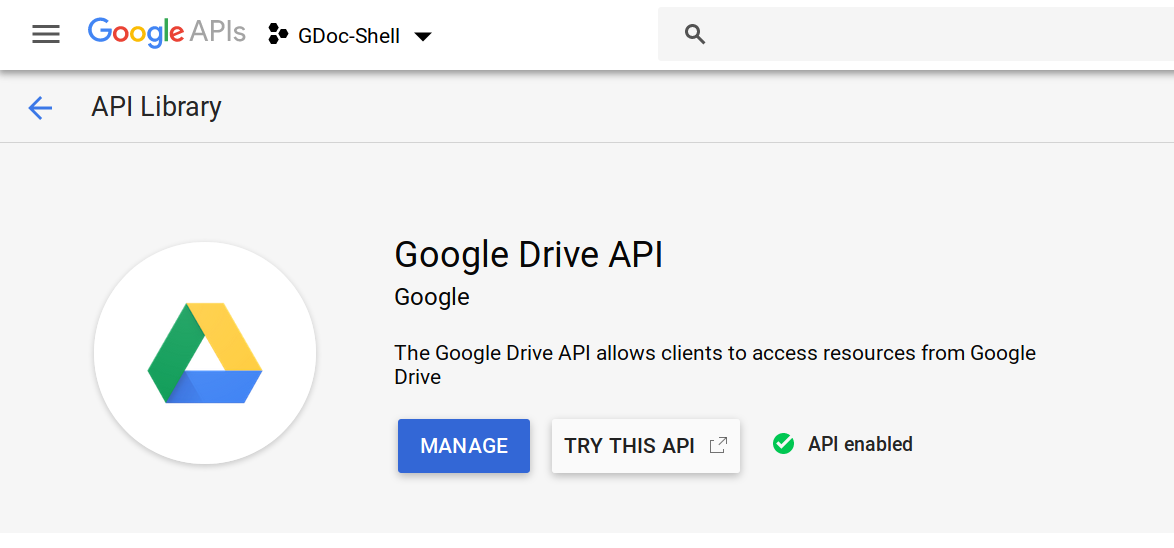 Google APIs GDoc-Shell
API Library
Google Drive API
Google
The Google Drive API allows clients to access resources from Google
Drive
MANAGE TRY THIS API API enabled